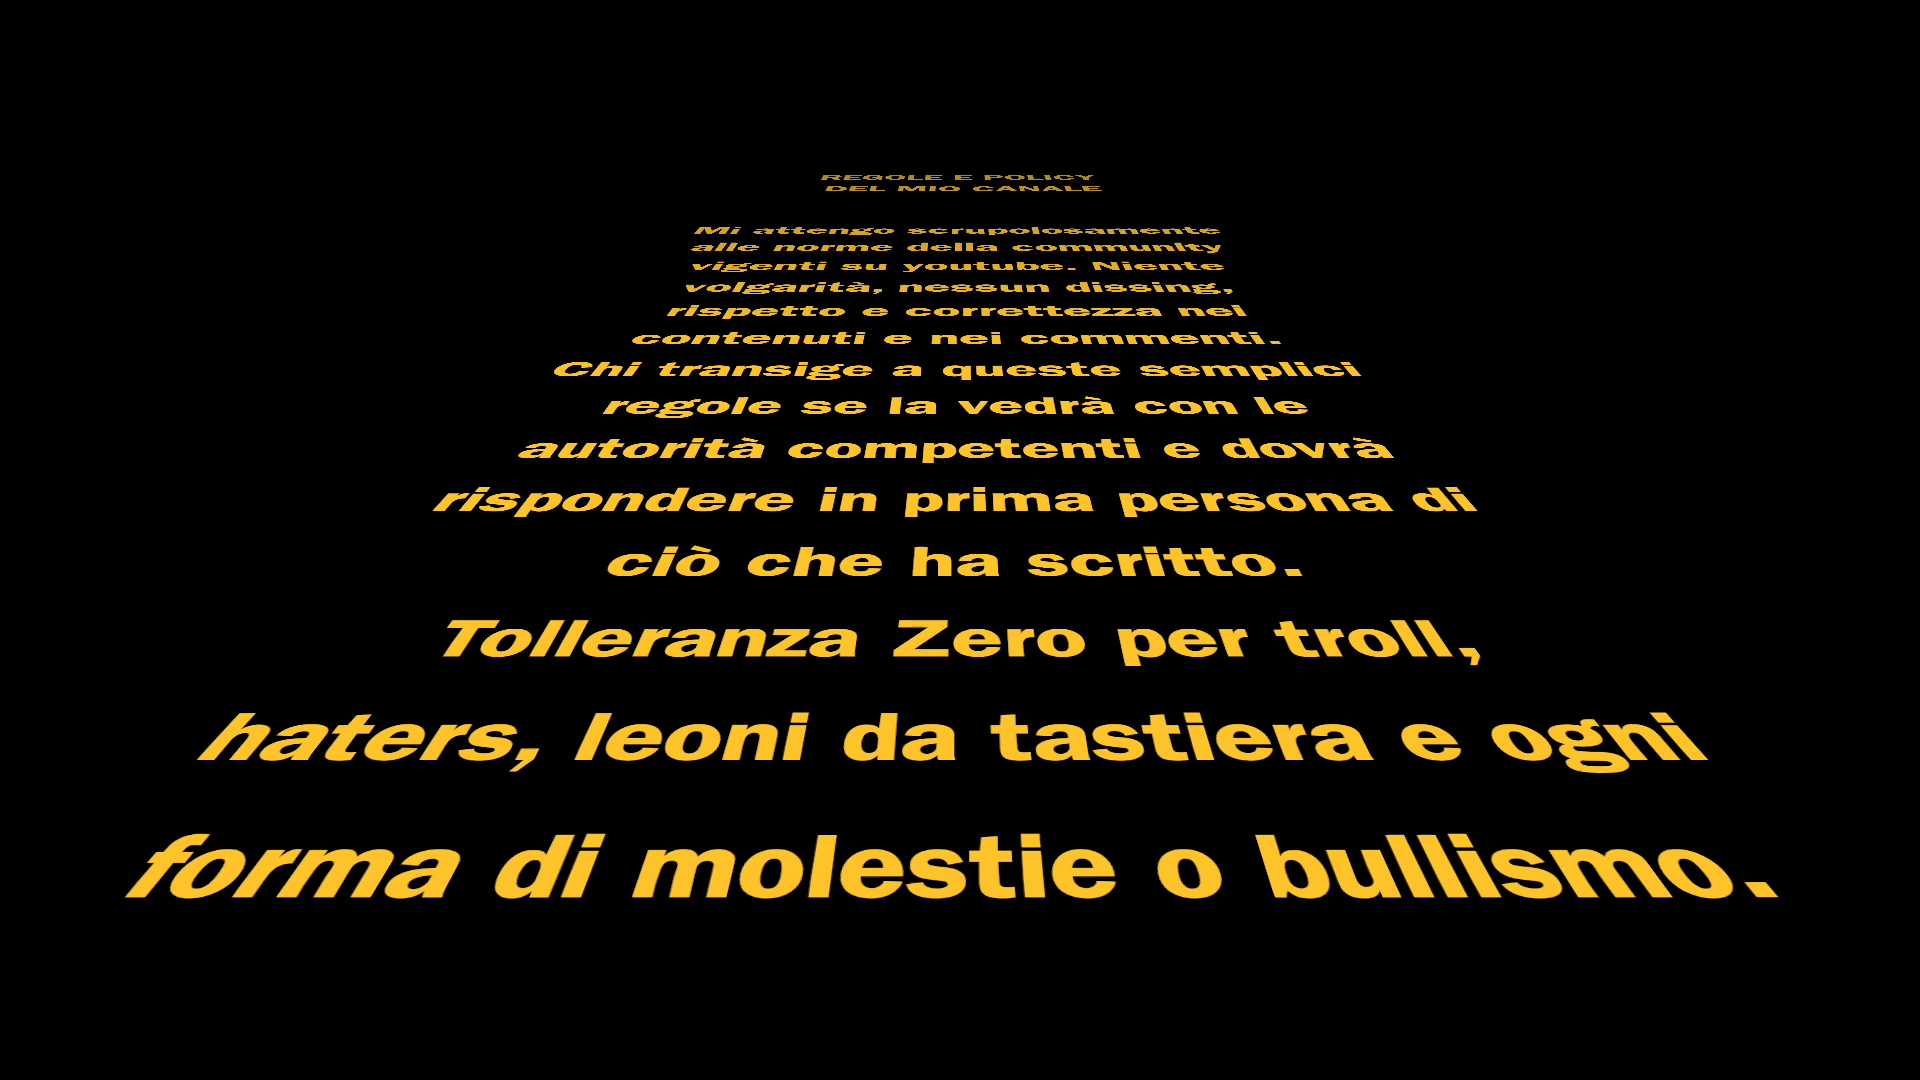 REGOLE E POLICY
DEL MIO CANALE
Mi attengo scrupolosamente
alle norme della community
vigenti su youtube. Niente
volgarità, nessun dissing,
rispetto e correttezza nei
contenuti e nei commenti.
Chi transige a queste semplici
regole se la vedrà con le
autorità competenti e dovrà
rispondere in prima persona di
ciò che ha scritto.
Tolleranza Zero per troll,
haters, leoni da tastiera e ogni
forma di molestie o bullismo.